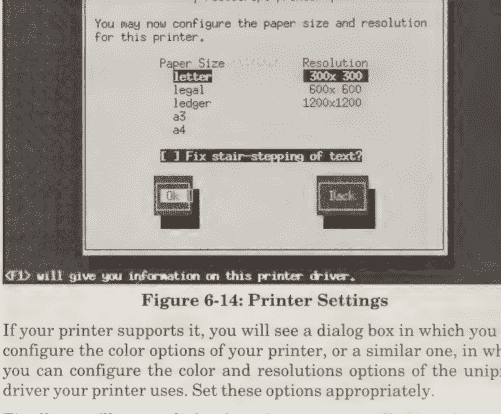 You may now configure the paper size and resolution
for this printer.
Paper Size Resolution
letter 300x 300
legal 600x 600
ledger 1200x1200
a3
a4
[ ] Fix stair-stepping of text?
Ok Back
<F1> will give you information on this printer driver.
Figure 6-14: Printer Settings
If your printer supports it, you will see a dialog box in which you
configure the color options of your printer, or a similar one, in
you can configure the color and resolutions options of the
driver your printer uses. Set these options appropriately.